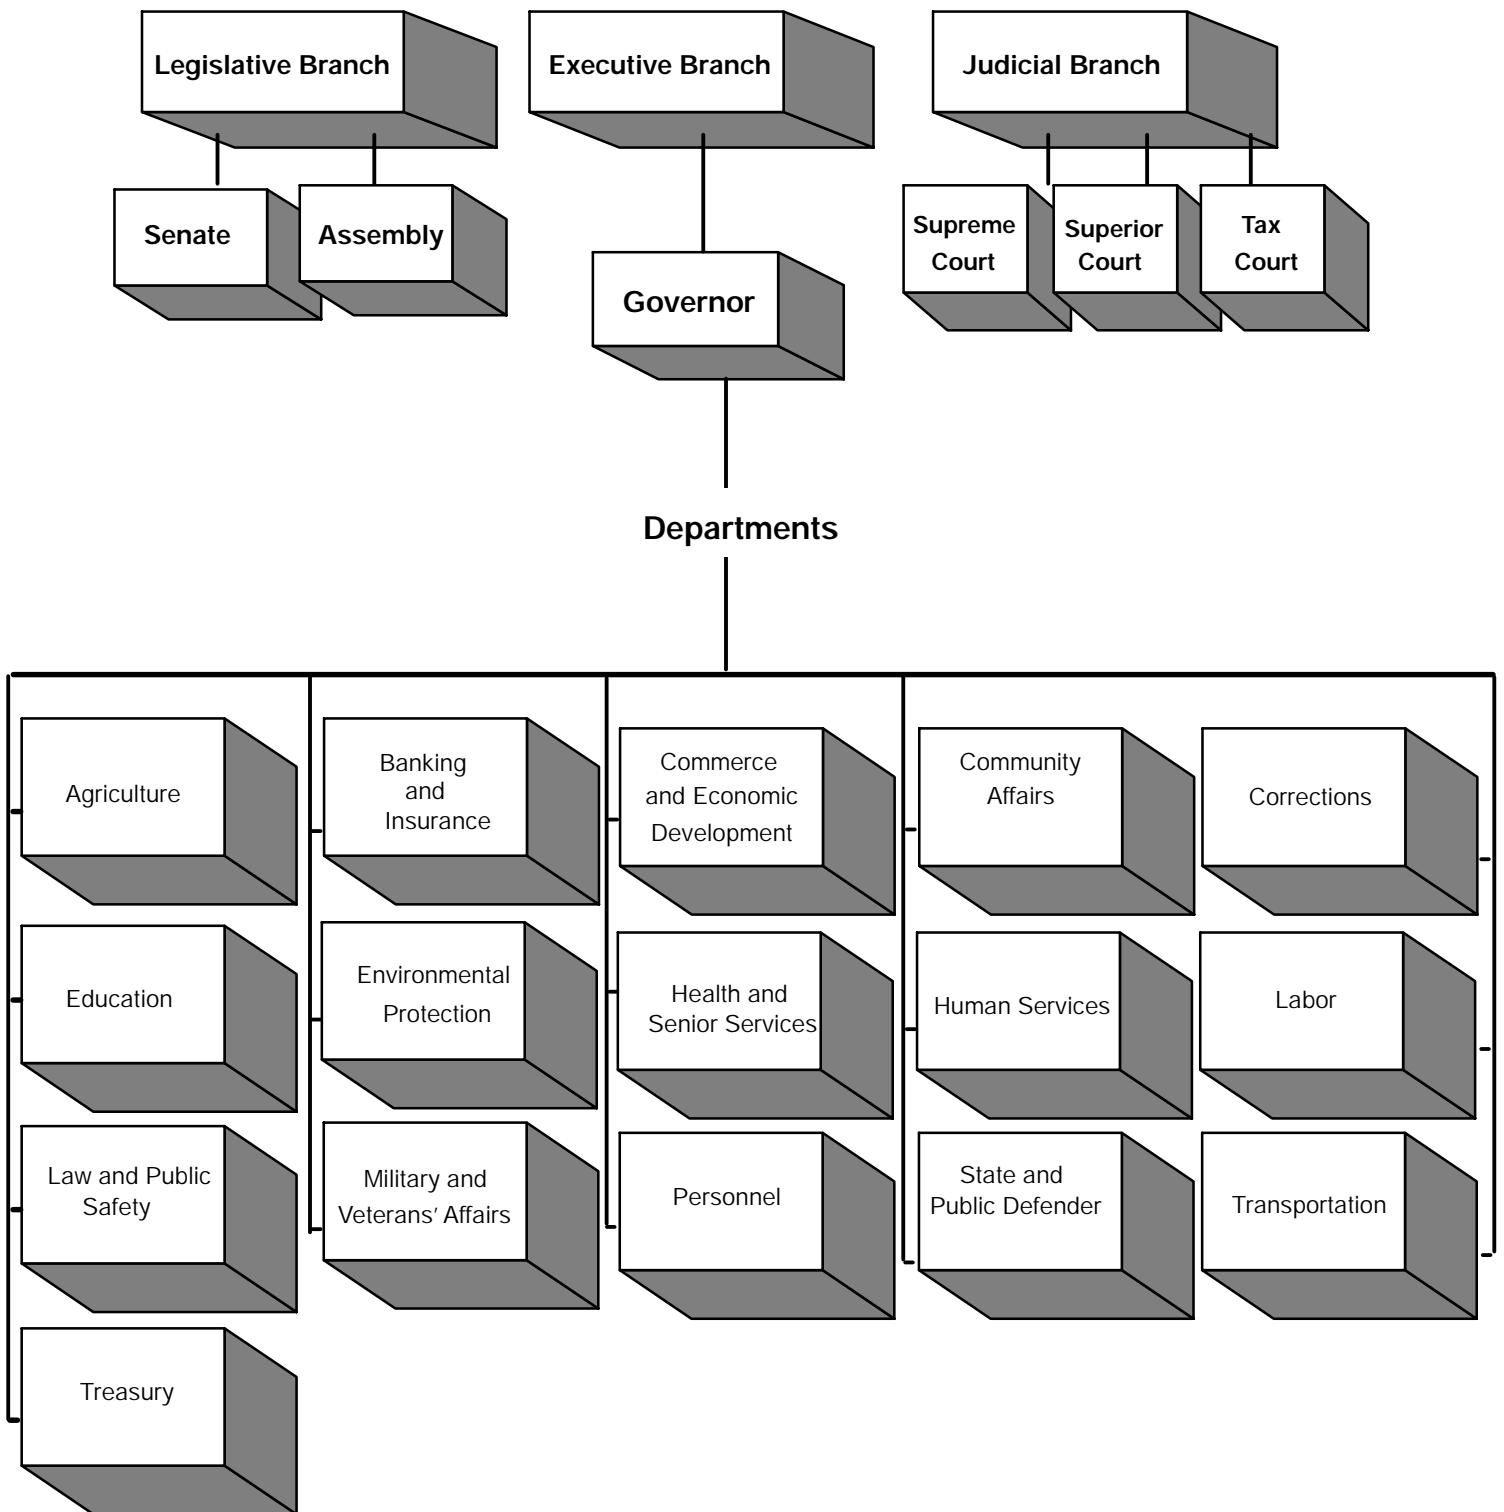 Legislative Branch
Executive Branch
Judicial Branch
Senate
Assembly
Governor
Supreme
Court
Superior
Court
Tax
Court
Departments
Agriculture
Banking
and
Insurance
Commerce
and Economic
Development
Community
Affairs
Corrections
Education
Environmental
Protection
Health and
Senior Services
Human Services
Labor
Law and Public
Safety
Military and
Veterans’ Affairs
Personnel
State and
Public Defender
Transportation
Treasury